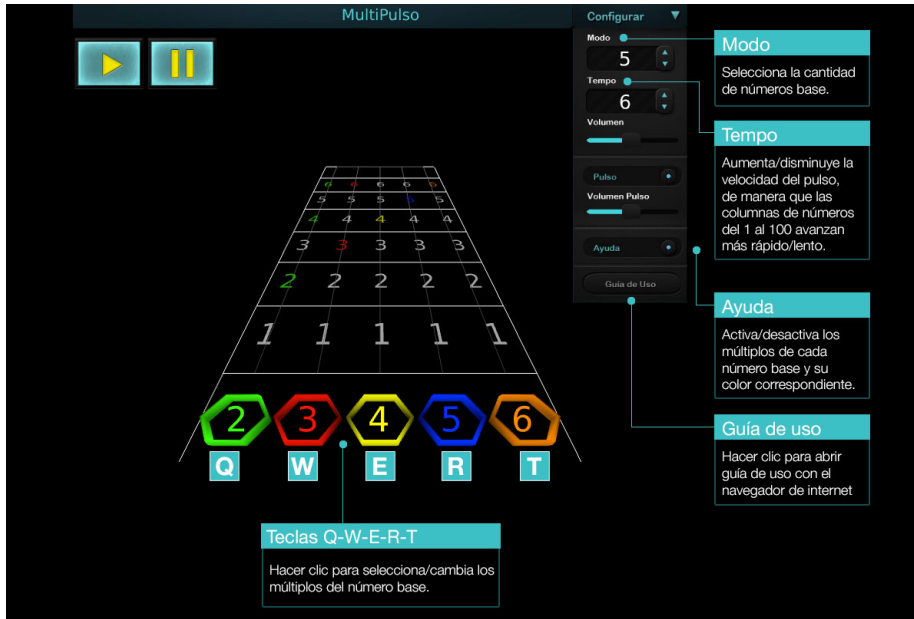 MultiPulso
Configurar
Modo
5
Tempo
6
Volumen
Pulso
Volumen Pulso
Ayuda
Guía de Uso
Modo
Selecciona la cantidad
de números base.
Tempo
Aumenta/disminuye la
velocidad del pulso,
de manera que las
columnas de números
del 1 al 100 avanzan
más rápido/lento.
Ayuda
Activa/desactiva los
múltiplos de cada
número base y su
color correspondiente.
Guía de uso
Hacer clic para abrir
guía de uso con el
navegador de internet
6 6 6 6 6
5 5 5 5 5
4 4 4 4 4
3 3 3 3 3
2 2 2 2 2
1 1 1 1 1
2 3 4 5 6
Q W E R T
Teclas Q-W-E-R-T
Hacer clic para selecciona/cambia los
múltiplos del número base.